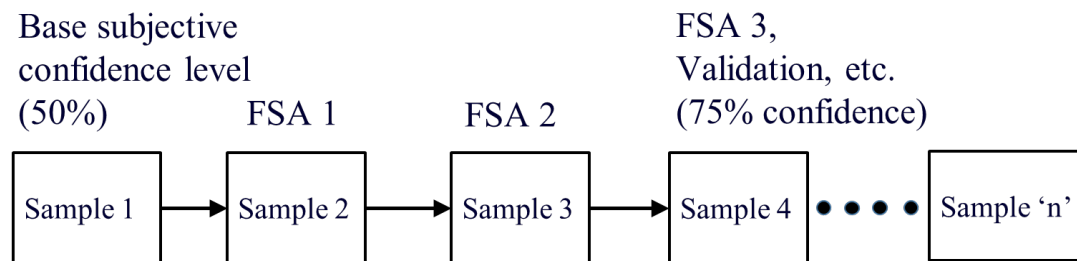 Base subjective
confidence level
(50%)
FSA 1
FSA 2
FSA 3,
Validation, etc.
(75% confidence)
Sample 1
Sample 2
Sample 3
Sample 4
Sample ‘n’